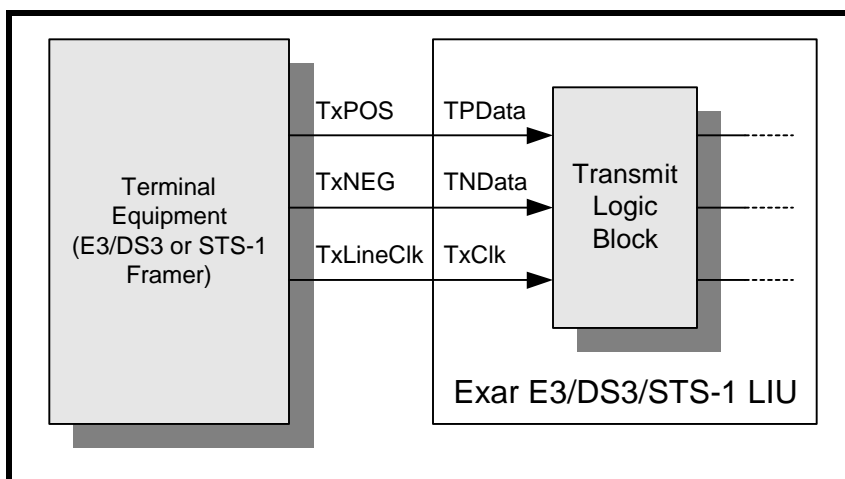 Terminal
Equipment
(E3/DS3 or STS-1
Framer)
TxPOS
TPData
TxNEG
TNData
TxLineClk
TxClk
Transmit
Logic
Block
Exar E3/DS3/STS-1 LIU